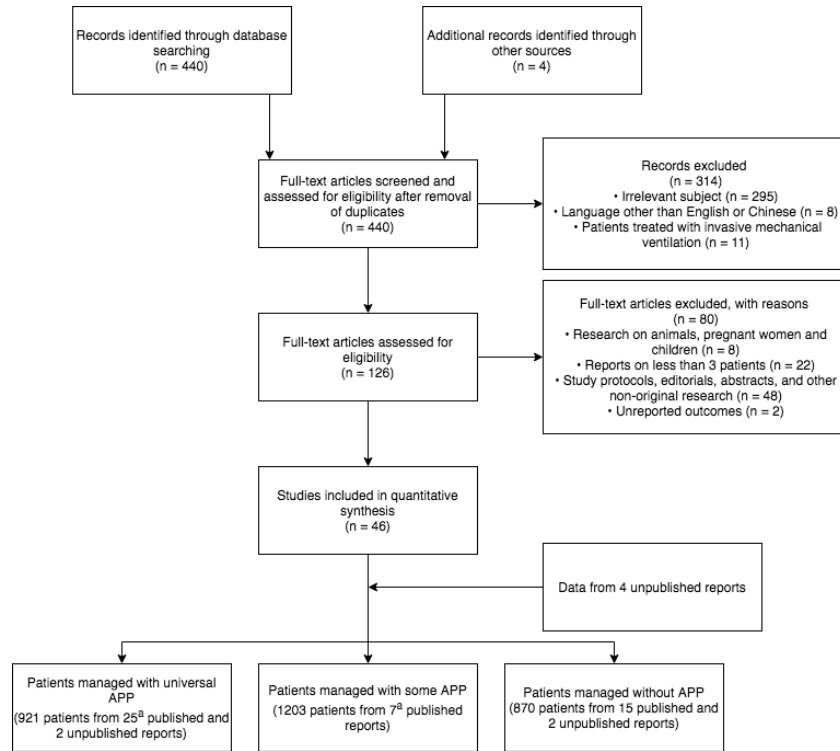 Records identified through database
searching
(n = 440)
Additional records identified through
other sources
(n = 4)
Full-text articles screened and
assessed for eligibility after removal
of duplicates
(n = 440)
Records excluded
(n = 314)
• Irrelevant subject (n = 295)
• Language other than English or Chinese (n = 8)
• Patients treated with invasive mechanical
ventilation (n = 11)
Full-text articles assessed for
eligibility
(n = 126)
Full-text articles excluded, with reasons
(n = 80)
• Research on animals, pregnant women and
children (n = 8)
• Reports on less than 3 patients (n = 22)
• Study protocols, editorials, abstracts, and other
non-original research (n = 48)
• Unreported outcomes (n = 2)
Studies included in quantitative
synthesis
(n = 46)
Data from 4 unpublished reports
Patients managed with universal
APP
(921 patients from 25ª published and
2 unpublished reports)
Patients managed with some APP
(1203 patients from 7ª published
reports)
Patients managed without APP
(870 patients from 15 published and
2 unpublished reports)